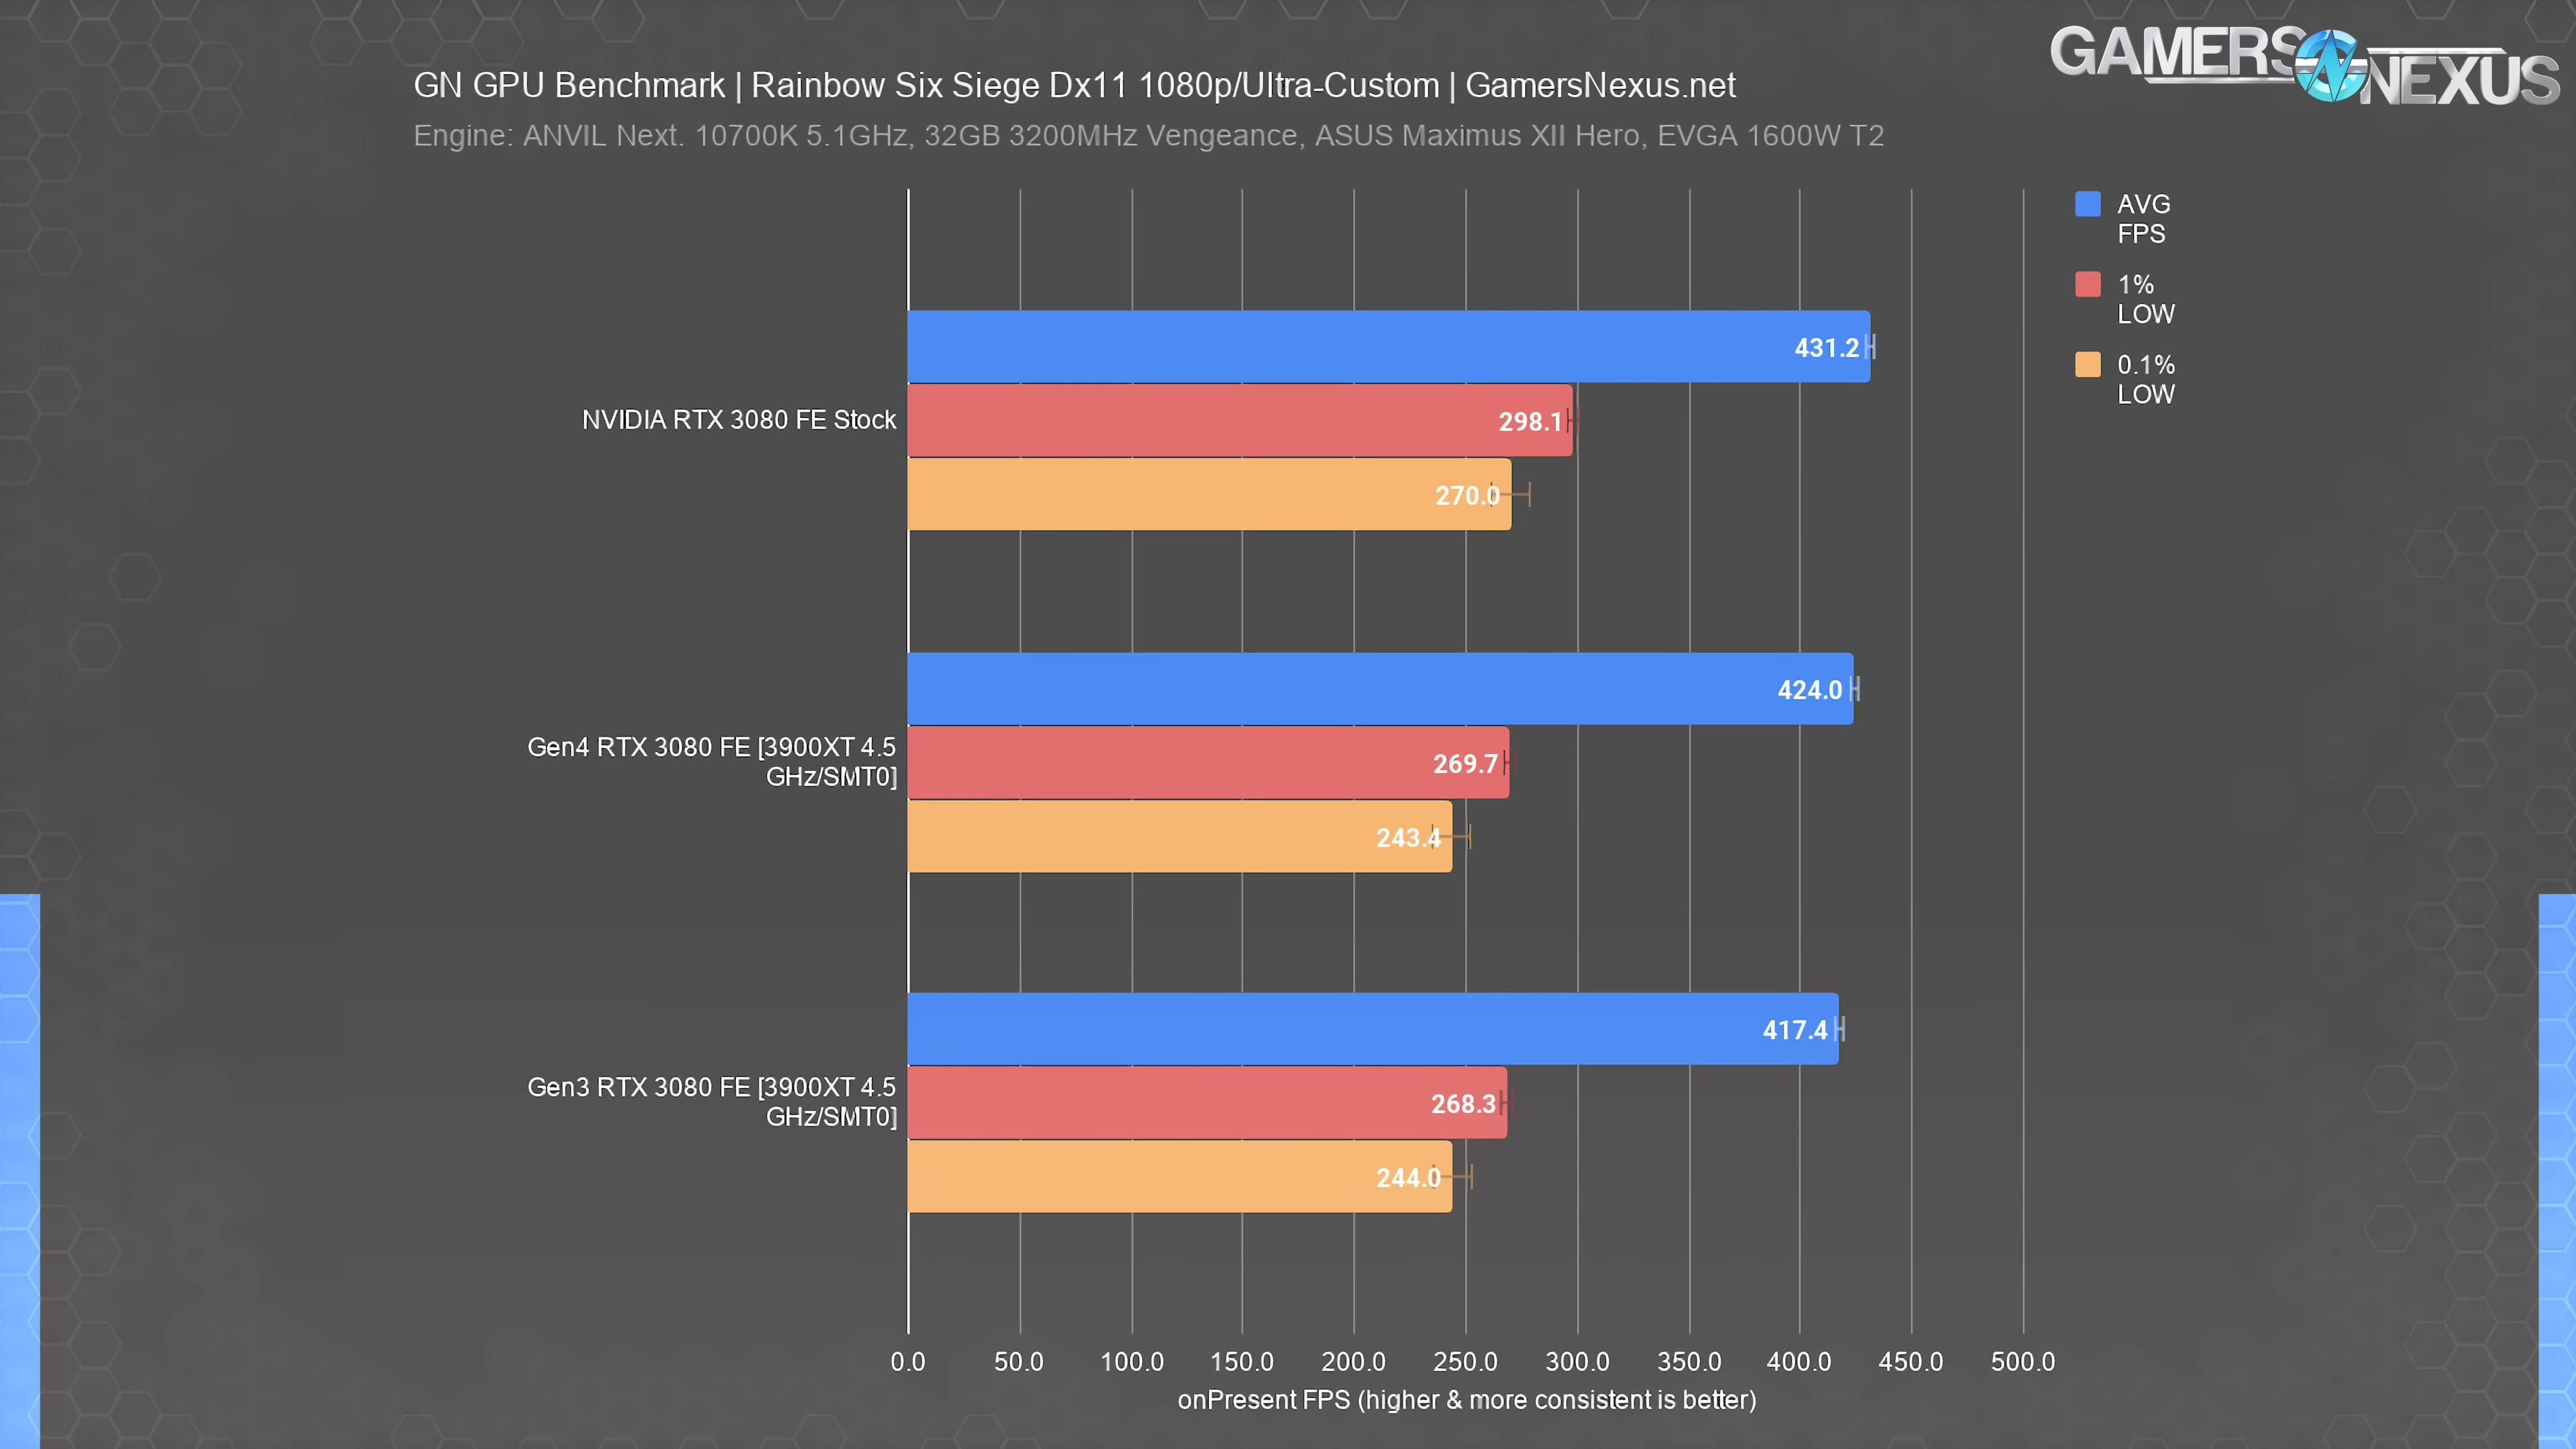 GAMERS NEXUS
GN GPU Benchmark | Rainbow Six Siege Dx11 1080p/Ultra-Custom | GamersNexus.net
Engine: ANVIL Next. 10700K 5.1GHz, 32GB 3200MHz Vengeance, ASUS Maximus XII Hero, EVGA 1600W T2
AVG
FPS
1%
LOW
0.1%
LOW
NVIDIA RTX 3080 FE Stock
431.2
298.1
270.0
Gen4 RTX 3080 FE [3900XT 4.5
GHz/SMT0]
424.0
269.7
243.4
Gen3 RTX 3080 FE [3900XT 4.5
GHz/SMT0]
417.4
268.3
244.0
0.0 50.0 100.0 150.0 200.0 250.0 300.0 350.0 400.0 450.0 500.0
onPresent FPS (higher & more consistent is better)